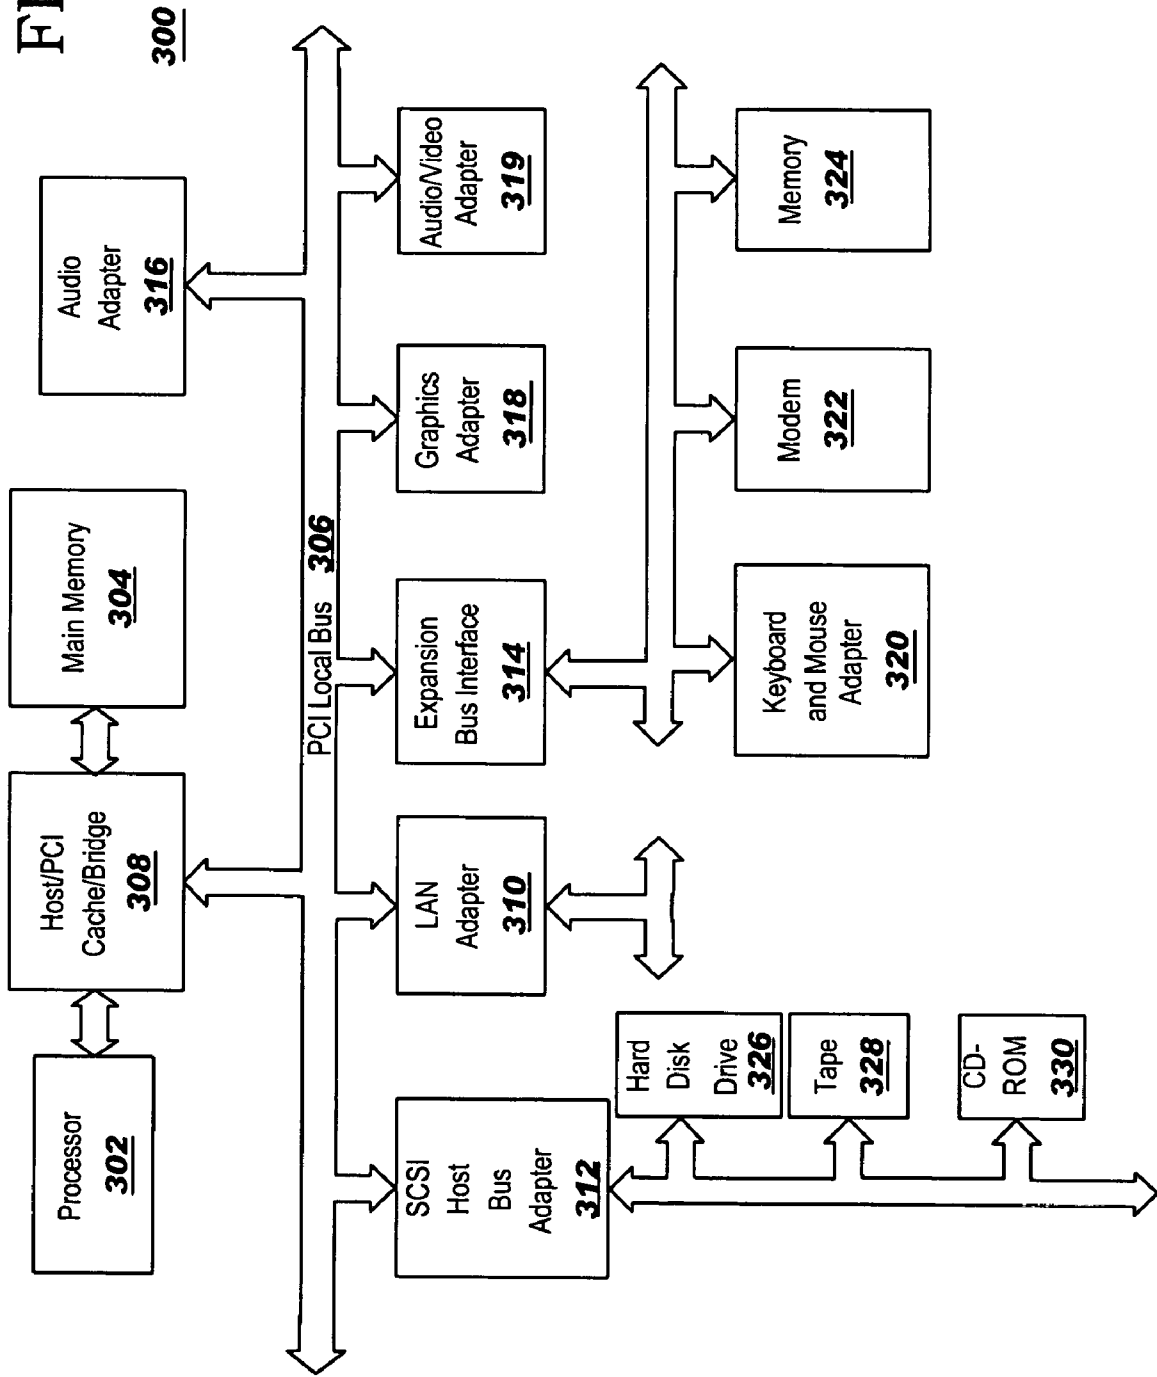 300
Processor
302
Host/PCI
Cache/Bridge
308
Main Memory
304
Audio
Adapter
316
PCI Local Bus 306
SCSI
Host
Bus
Adapter
312
LAN
Adapter
310
Expansion
Bus Interface
314
Graphics
Adapter
318
Audio/Video
Adapter
319
Hard
Disk
Drive
326
Tape
328
CD-
ROM
330
Keyboard
and Mouse
Adapter
320
Modem
322
Memory
324